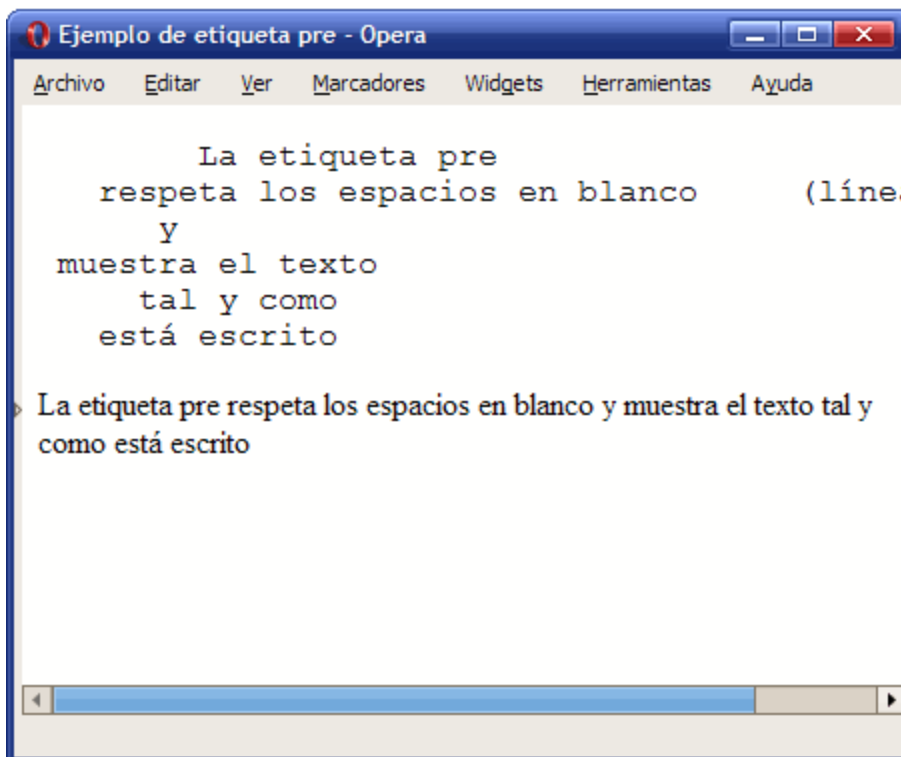 Ejemplo de etiqueta pre - Opera
Archivo Editar Ver Marcadores Widgets Herramientas Ayuda
La etiqueta pre
respeta los espacios en blanco (líne
y
muestra el texto
tal y como
está escrito
La etiqueta pre respeta los espacios en blanco y muestra el texto tal y
como está escrito